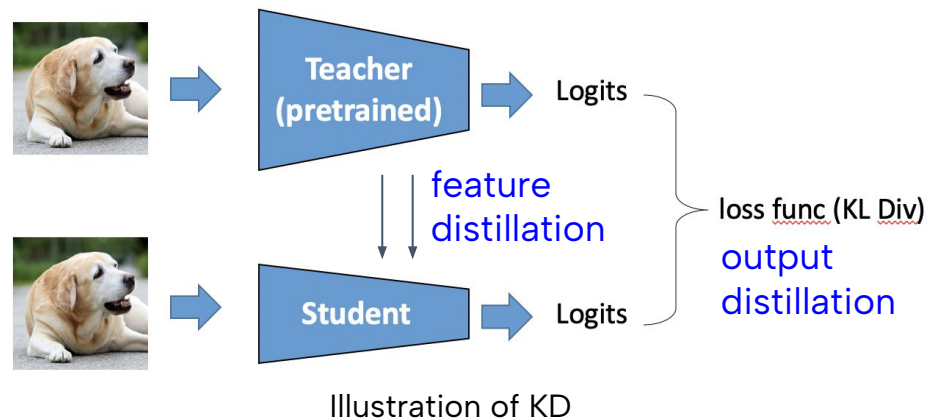 Teacher
(pretrained)
Logits
feature
distillation
loss func (KL Div)
output
distillation
Student
Logits
Illustration of KD